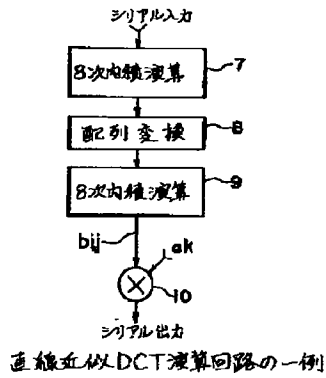 シリアル入力
8次内積演算
7
配列変換
8
8次内積演算
9
bij
ak
10
シリアル出力
直線近似DCT演算回路の一例